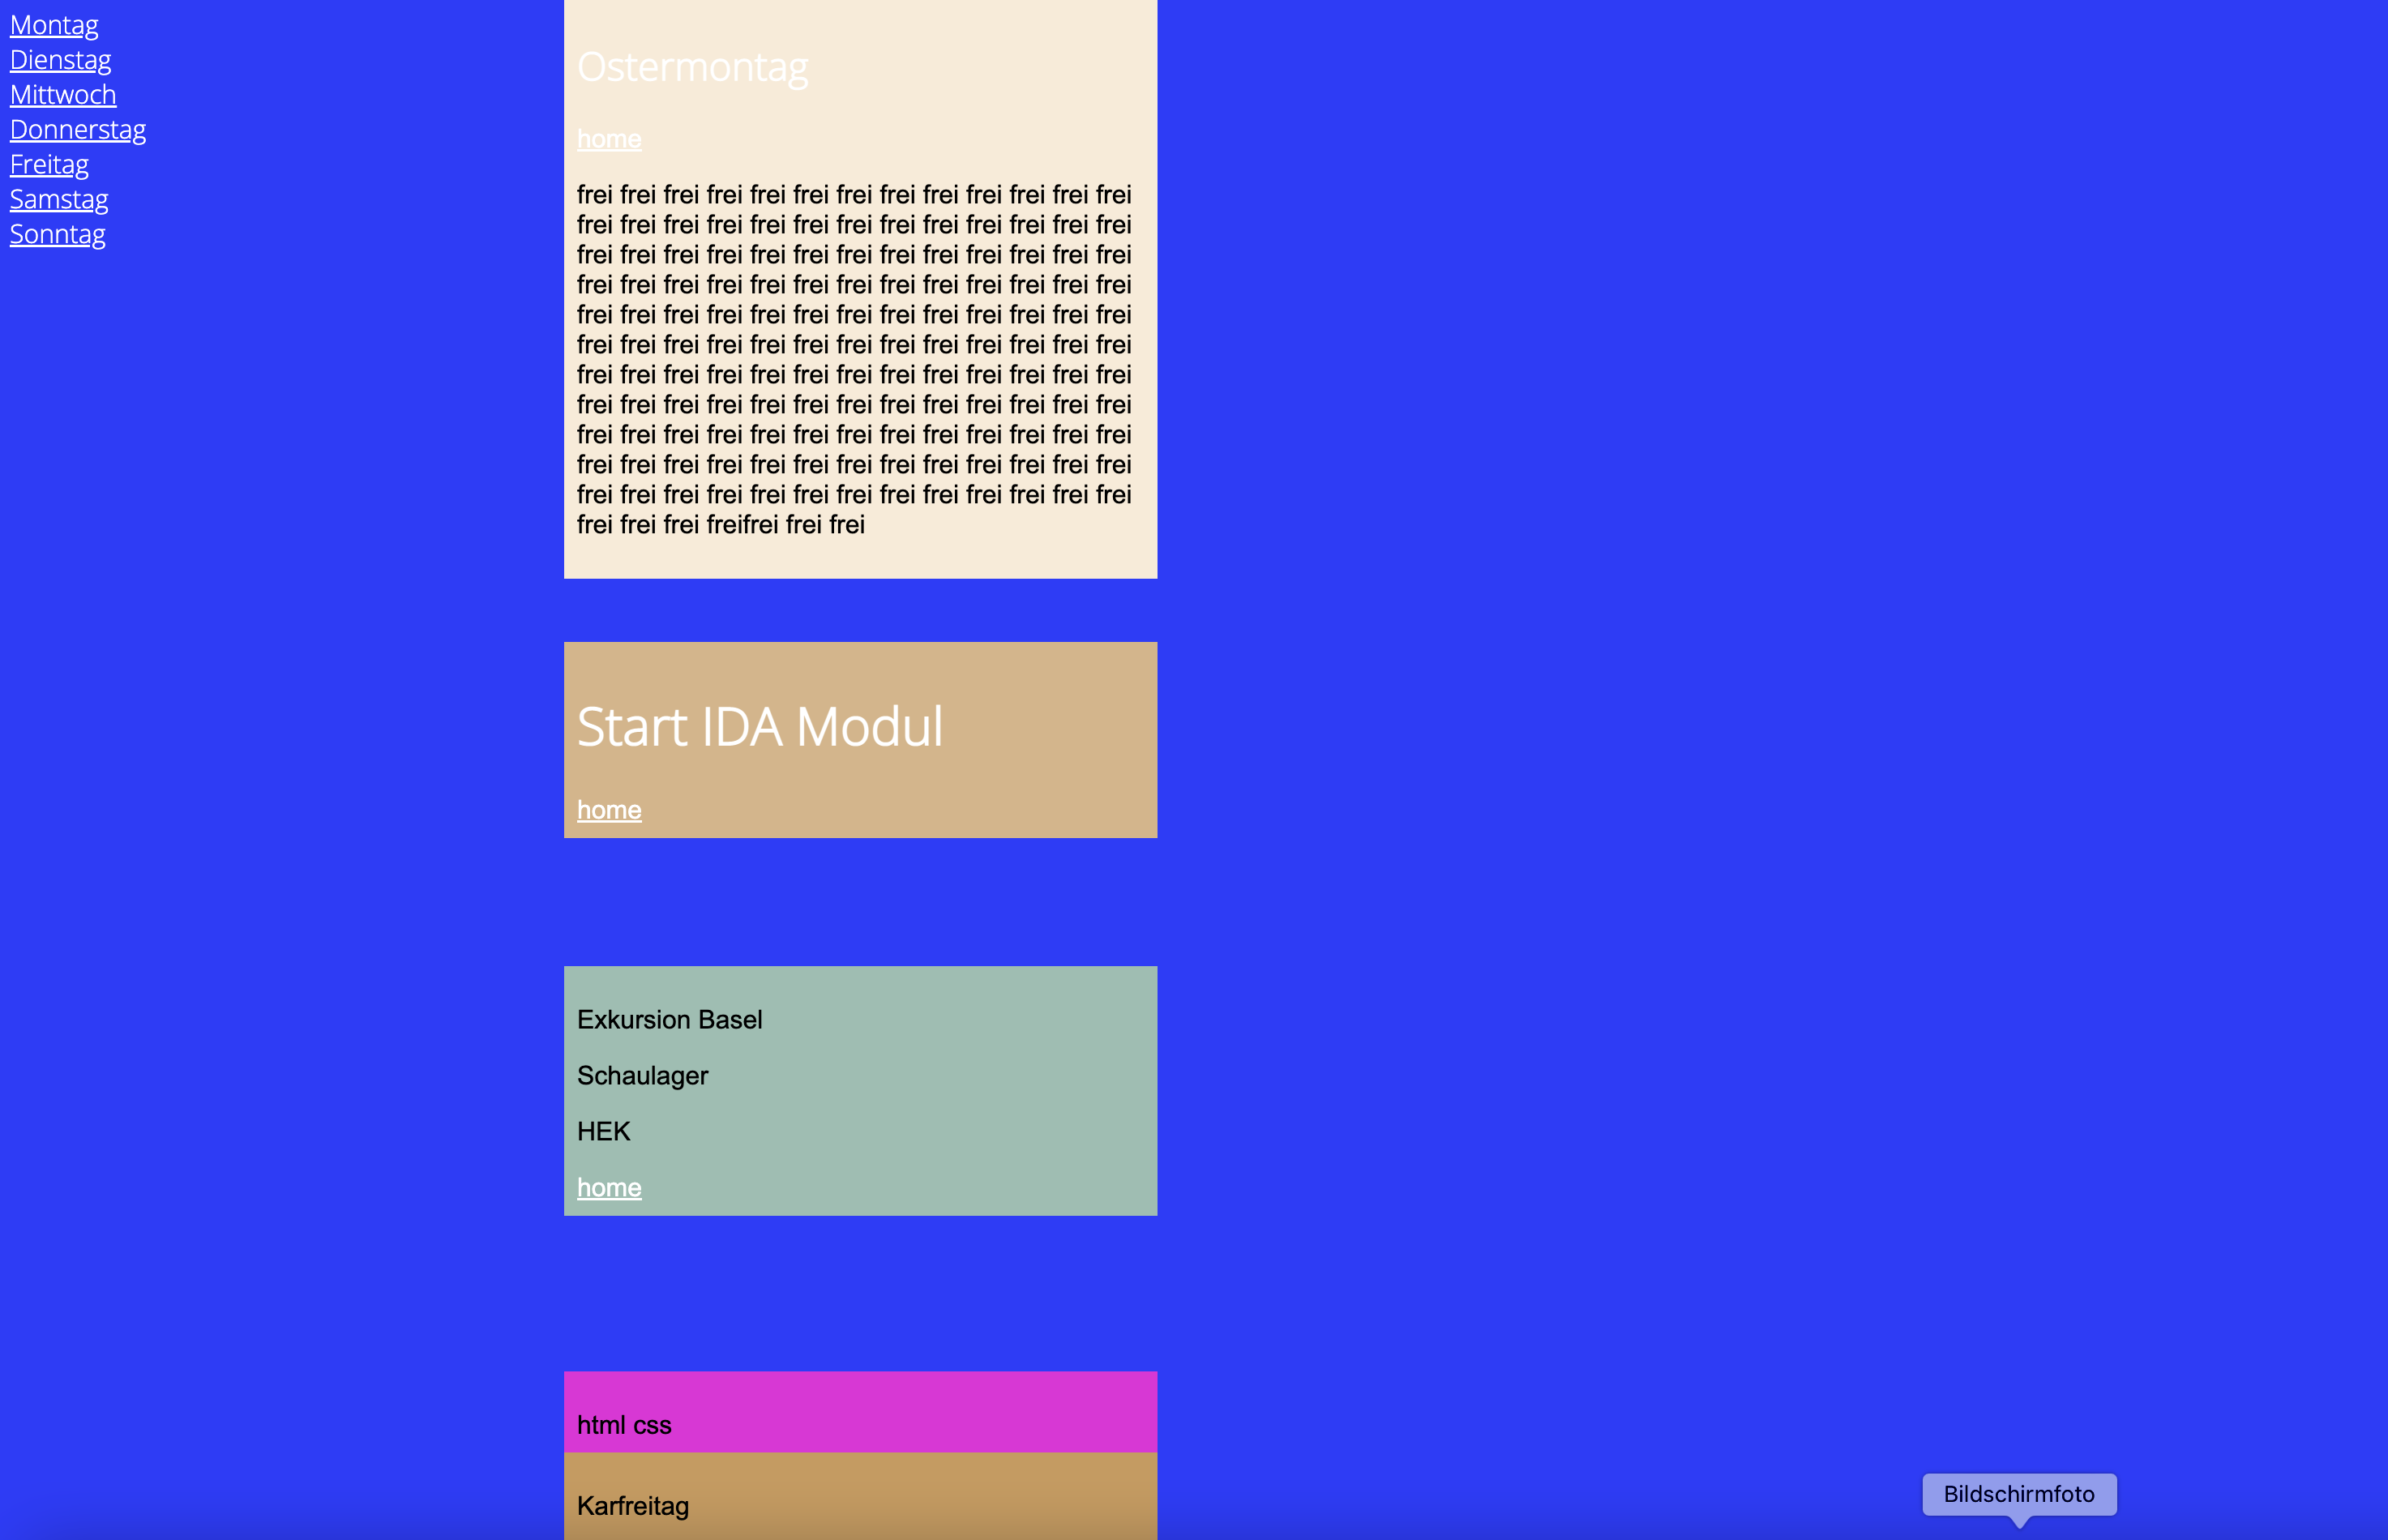 Montag
Dienstag
Mittwoch
Donnerstag
Freitag
Samstag
Sonntag
Ostermontag
home
frei frei frei frei frei frei frei frei frei frei frei frei frei
frei frei frei frei frei frei frei frei frei frei frei frei frei
frei frei frei frei frei frei frei frei frei frei frei frei frei
frei frei frei frei frei frei frei frei frei frei frei frei frei
frei frei frei frei frei frei frei frei frei frei frei frei frei
frei frei frei frei frei frei frei frei frei frei frei frei frei
frei frei frei frei frei frei frei frei frei frei frei frei frei
frei frei frei frei frei frei frei frei frei frei frei frei frei
frei frei frei frei frei frei frei frei frei frei frei frei frei
frei frei frei frei frei frei frei frei frei frei frei frei frei
frei frei frei frei frei frei frei frei frei frei frei frei frei
frei frei frei freifrei frei frei
Start IDA Modul
home
Exkursion Basel
Schaulager
HEK
home
html css
Karfreitag
Bildschirmfoto